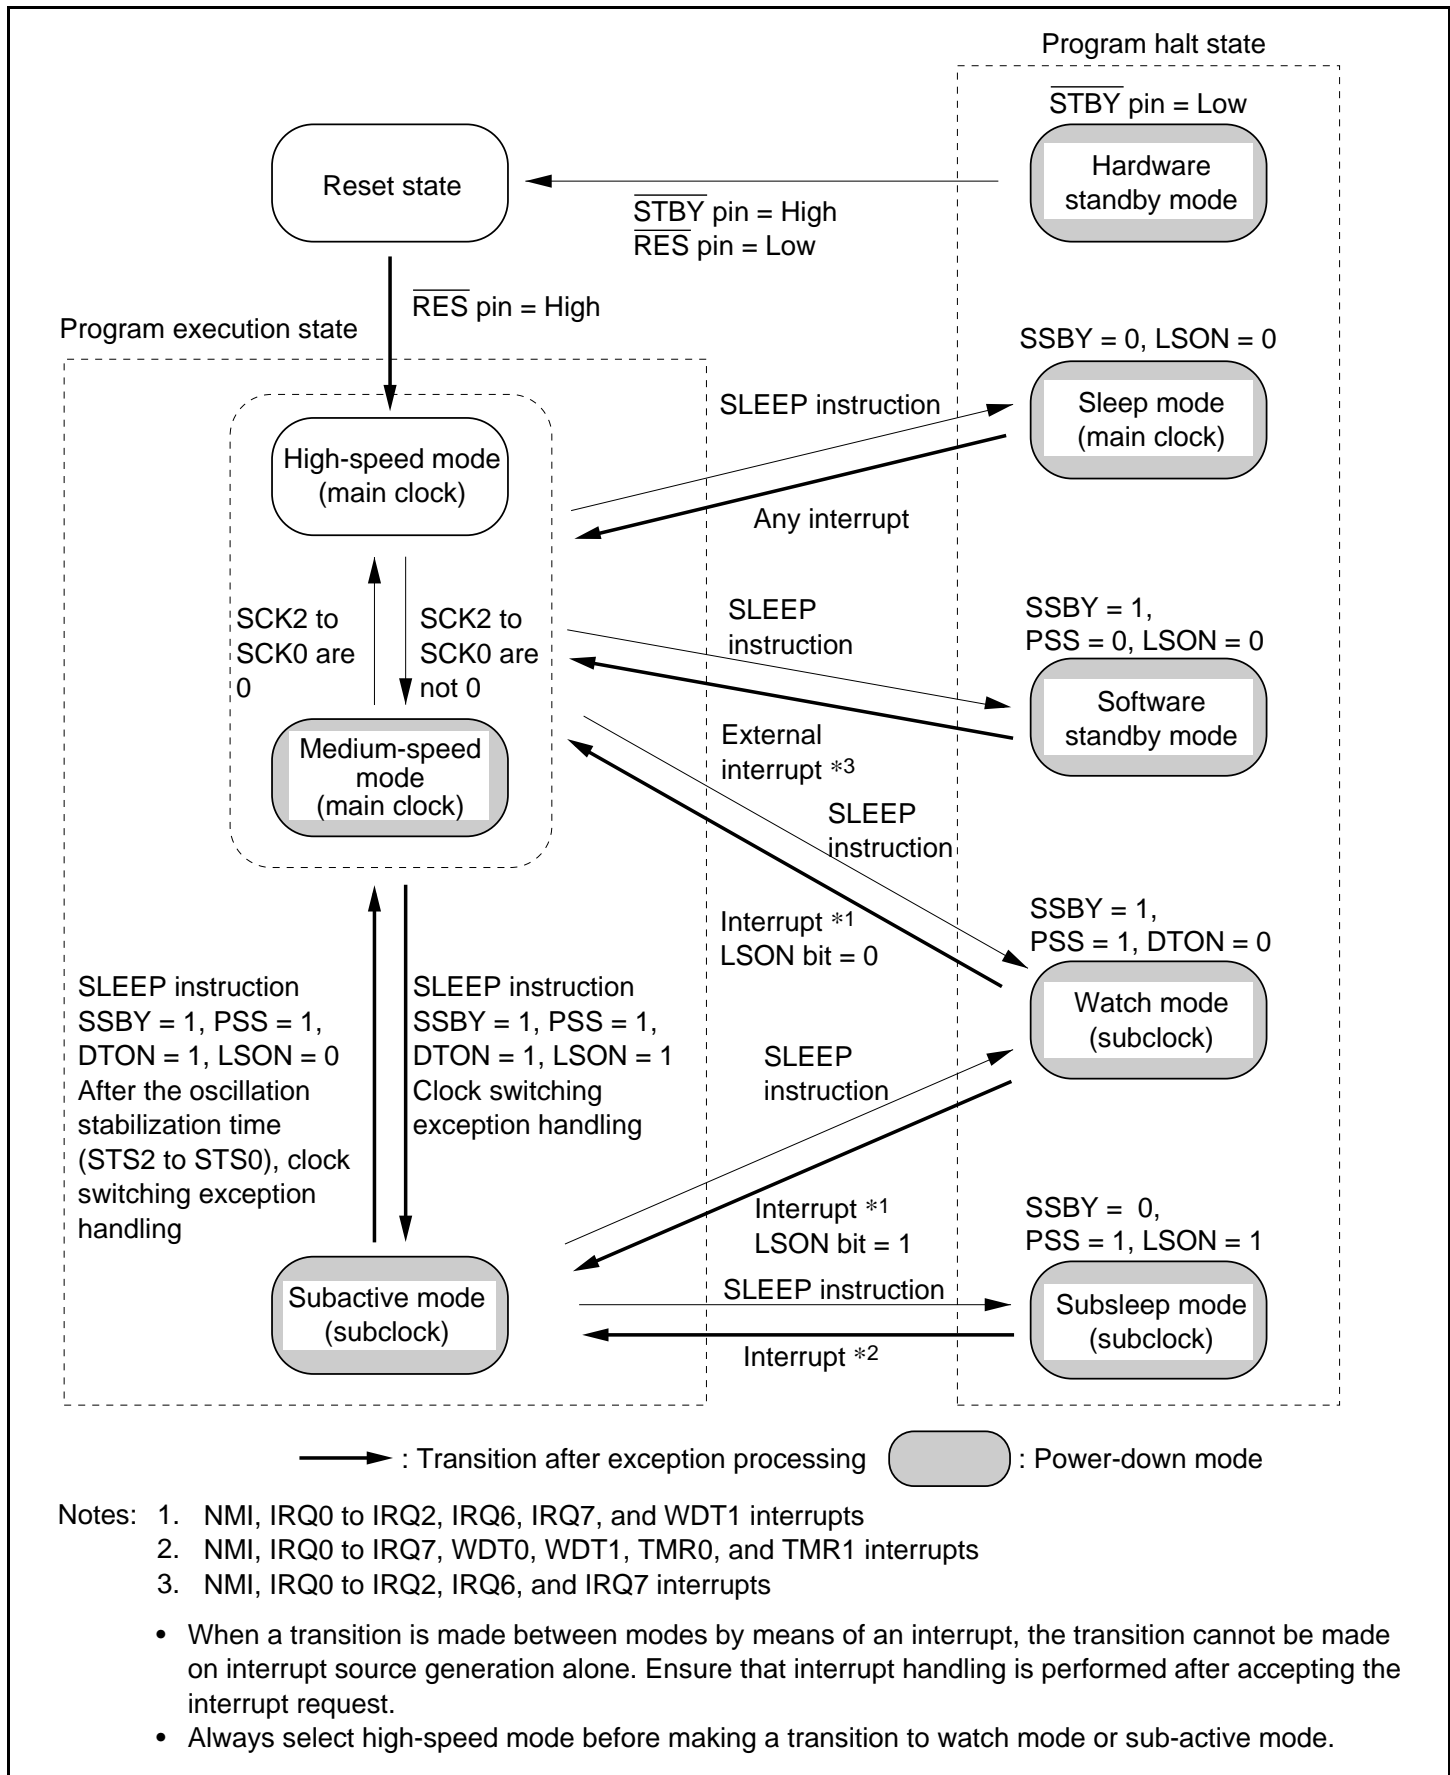 Program halt state
STBY pin = Low
Hardware
standby mode
Reset state
STBY pin = High
RES pin = Low
RES pin = High
Program execution state
SSBY = 0, LSON = 0
Sleep mode
(main clock)
SLEEP instruction
High-speed mode
(main clock)
Any interrupt
SCK2 to
SCK0 are
0
SCK2 to
SCK0 are
not 0
SLEEP
instruction
SSBY = 1,
PSS = 0, LSON = 0
Software
standby mode
External
interrupt *3
Medium-speed
mode
(main clock)
SLEEP
instruction
Interrupt *1
LSON bit = 0
SSBY = 1,
PSS = 1, DTON = 0
Watch mode
(subclock)
SLEEP instruction
SSBY = 1, PSS = 1,
DTON = 1, LSON = 0
After the oscillation
stabilization time
(STS2 to STS0), clock
switching exception
handling
SLEEP instruction
SSBY = 1, PSS = 1,
DTON = 1, LSON = 1
Clock switching
exception handling
SLEEP
instruction
Interrupt *1
LSON bit = 1
SSBY = 0,
PSS = 1, LSON = 1
SLEEP instruction
Subactive mode
(subclock)
Subsleep mode
(subclock)
Interrupt *2
: Transition after exception processing
: Power-down mode
Notes: 1. NMI, IRQ0 to IRQ2, IRQ6, IRQ7, and WDT1 interrupts
2. NMI, IRQ0 to IRQ7, WDT0, WDT1, TMR0, and TMR1 interrupts
3. NMI, IRQ0 to IRQ2, IRQ6, and IRQ7 interrupts
• When a transition is made between modes by means of an interrupt, the transition cannot be made
on interrupt source generation alone. Ensure that interrupt handling is performed after accepting the
interrupt request.
• Always select high-speed mode before making a transition to watch mode or sub-active mode.